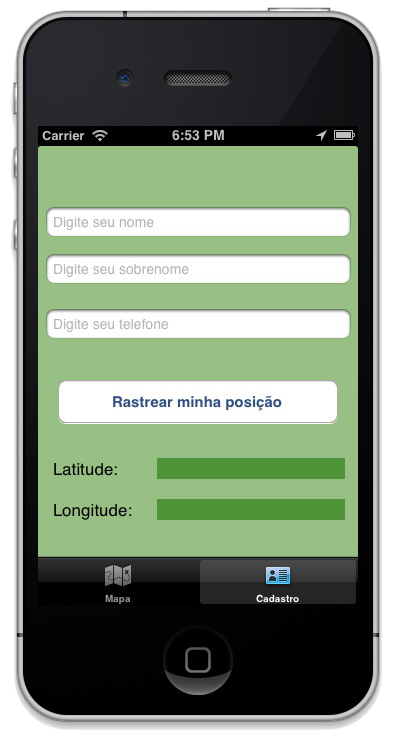 Carrier 6:53 PM
Digite seu nome
Digite seu sobrenome
Digite seu telefone
Rastrear minha posição
Latitude:
Longitude:
Mapa Cadastro